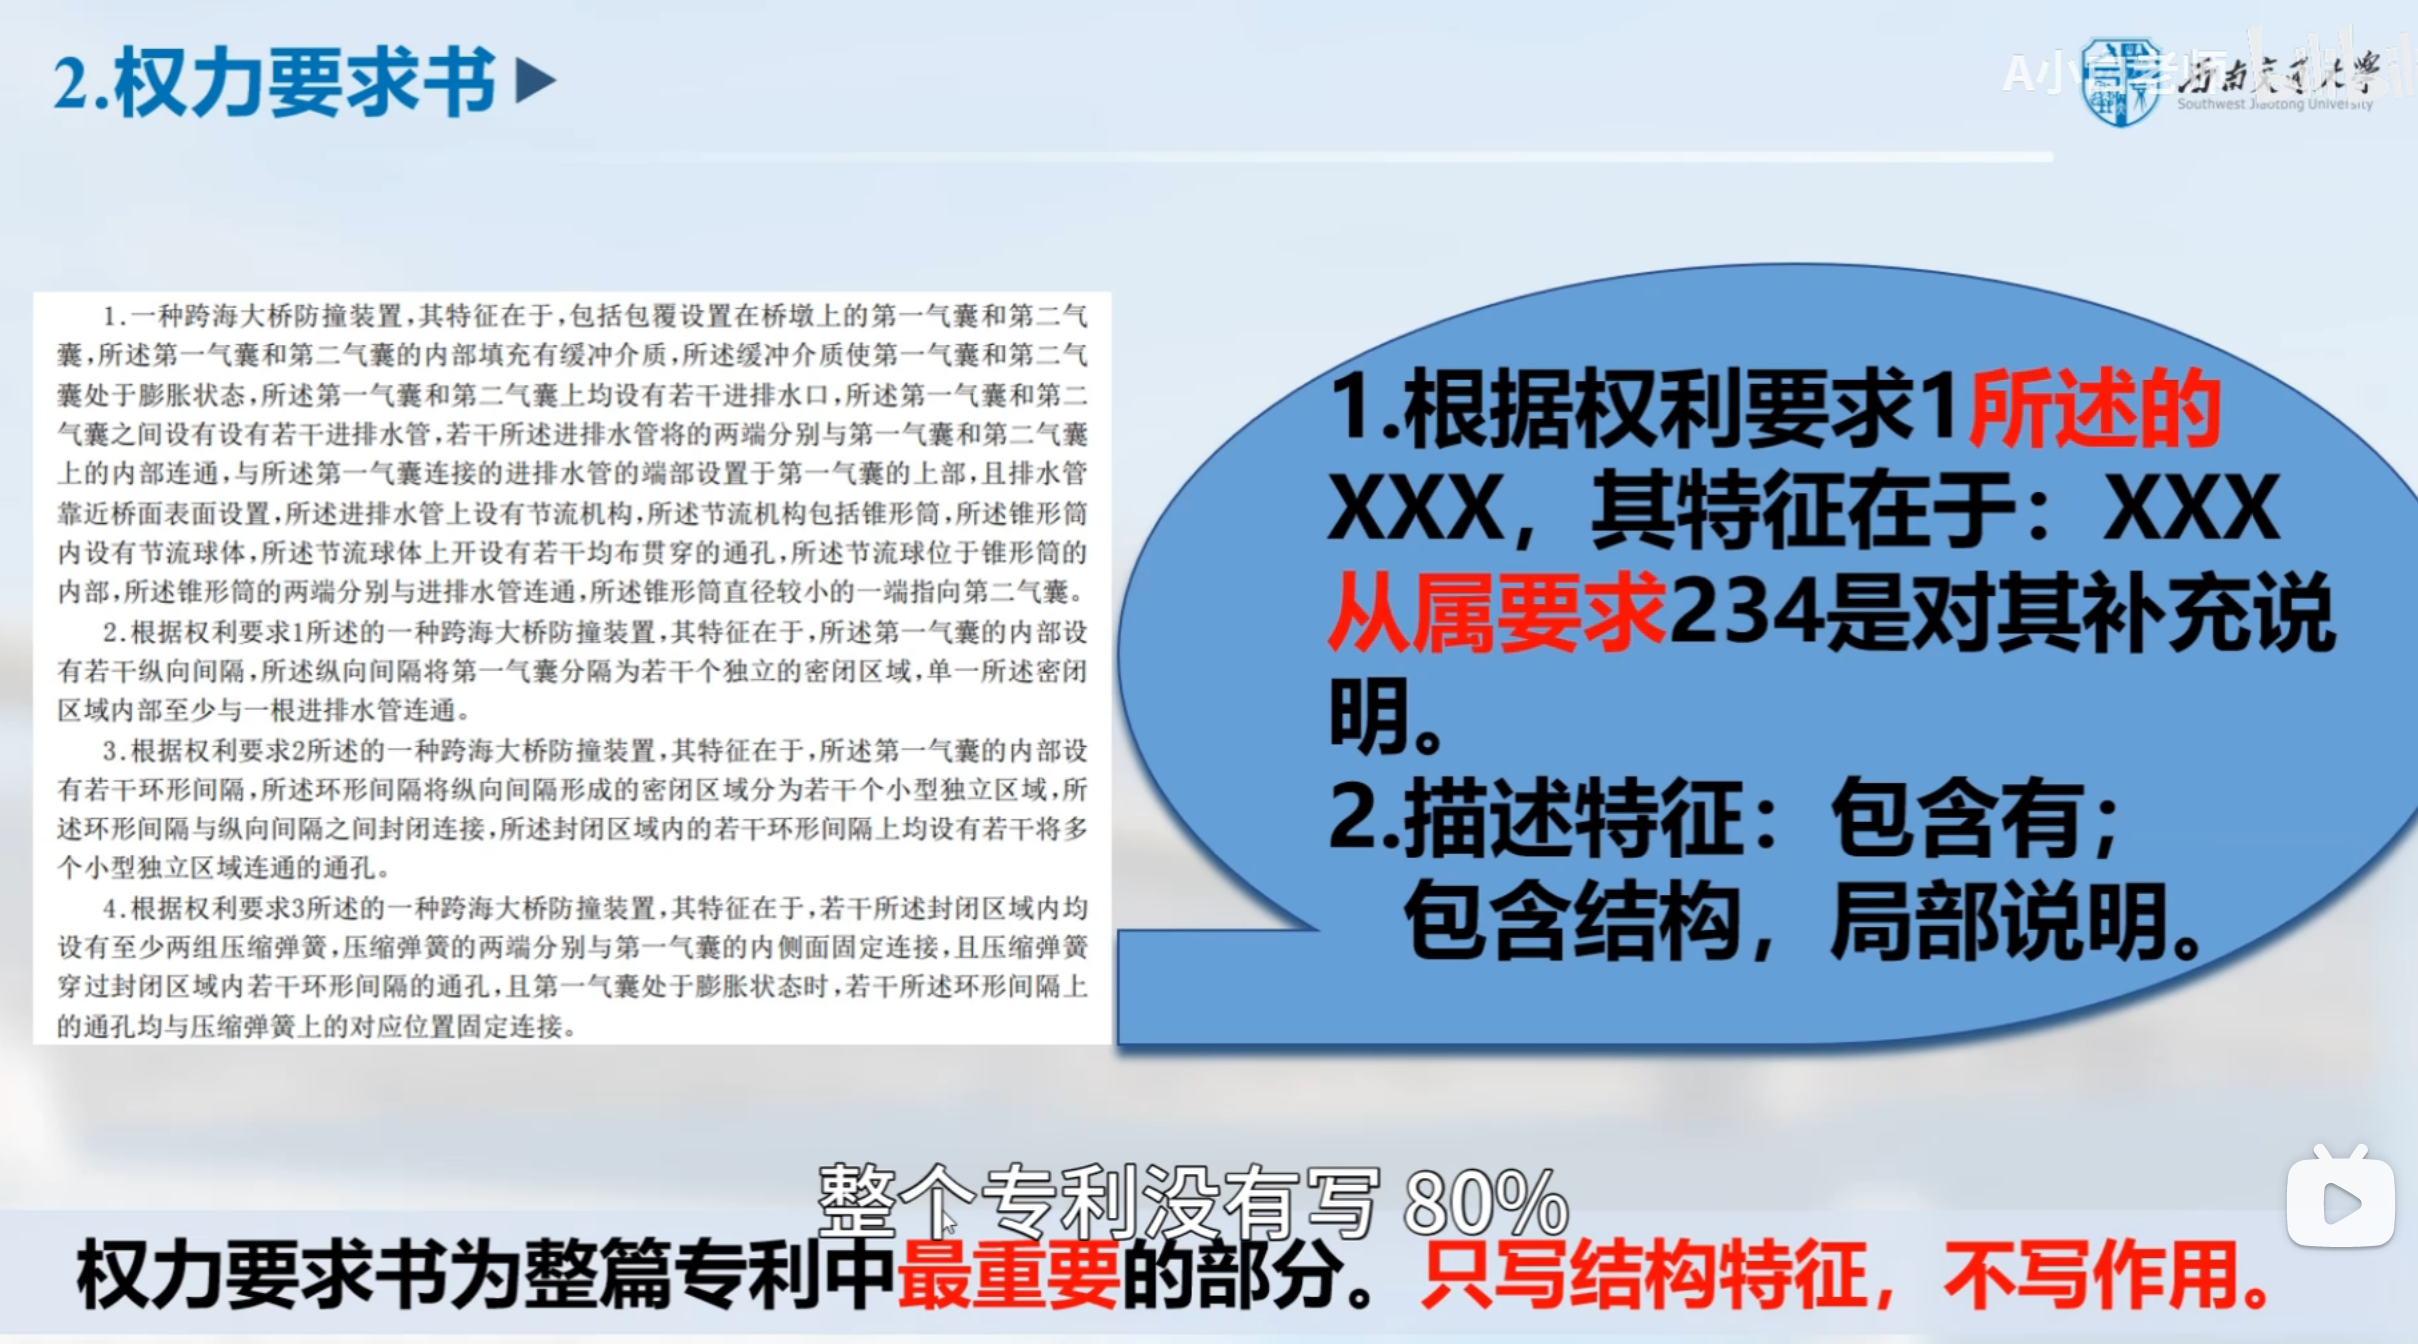 2.权力要求书
A小白老师
西南交通大学
Southwest Jiaotong University
1.一种跨海大桥防撞装置,其特征在于,包括包覆设置在桥墩上的第一气囊和第二气
囊,所述第一气囊和第二气囊的内部填充有缓冲介质,所述缓冲介质使第一气囊和第二气
囊处于膨胀状态,所述第一气囊和第二气囊上均设有若干进排水口,所述第一气囊和第二
气囊之间设有设有若干进排水管,若干所述进排水管将的两端分别与第一气囊和第二气囊
上的内部连通,与所述第一气囊连接的进排水管的端部设置于第一气囊的上部,且排水管
靠近桥面表面设置,所述进排水管上设有节流机构,所述节流机构包括锥形筒,所述锥形筒
内设有节流球体,所述节流球体上开设有若干均布贯穿的通孔,所述节流球位于锥形筒的
内部,所述锥形筒的两端分别与进排水管连通,所述锥形筒直径较小的一端指向第二气囊。
2.根据权利要求1所述的一种跨海大桥防撞装置,其特征在于,所述第一气囊的内部设
有若干纵向间隔,所述纵向间隔将第一气囊分隔为若干个独立的密闭区域,单一所述密闭
区域内部至少与一根进排水管连通。
3.根据权利要求2所述的一种跨海大桥防撞装置,其特征在于,所述第一气囊的内部设
有若干环形间隔,所述环形间隔将纵向间隔形成的密闭区域分为若干个小型独立区域,所
述环形间隔与纵向间隔之间封闭连接,所述封闭区域内的若干环形间隔上均设有若干将多
个小型独立区域连通的通孔。
4.根据权利要求3所述的一种跨海大桥防撞装置,其特征在于,若干所述封闭区域内均
设有至少两组压缩弹簧,压缩弹簧的两端分别与第一气囊的内侧面固定连接,且压缩弹簧
穿过封闭区域内若干环形间隔的通孔,且第一气囊处于膨胀状态时,若干所述环形间隔上
的通孔均与压缩弹簧上的对应位置固定连接。
1.根据权利要求1所述的
XXX，其特征在于：XXX
从属要求234是对其补充说
明。
2.描述特征：包含有；
包含结构，局部说明。
整个专利没有写 80%
权力要求书为整篇专利中最重要的部分。只写结构特征，不写作用。